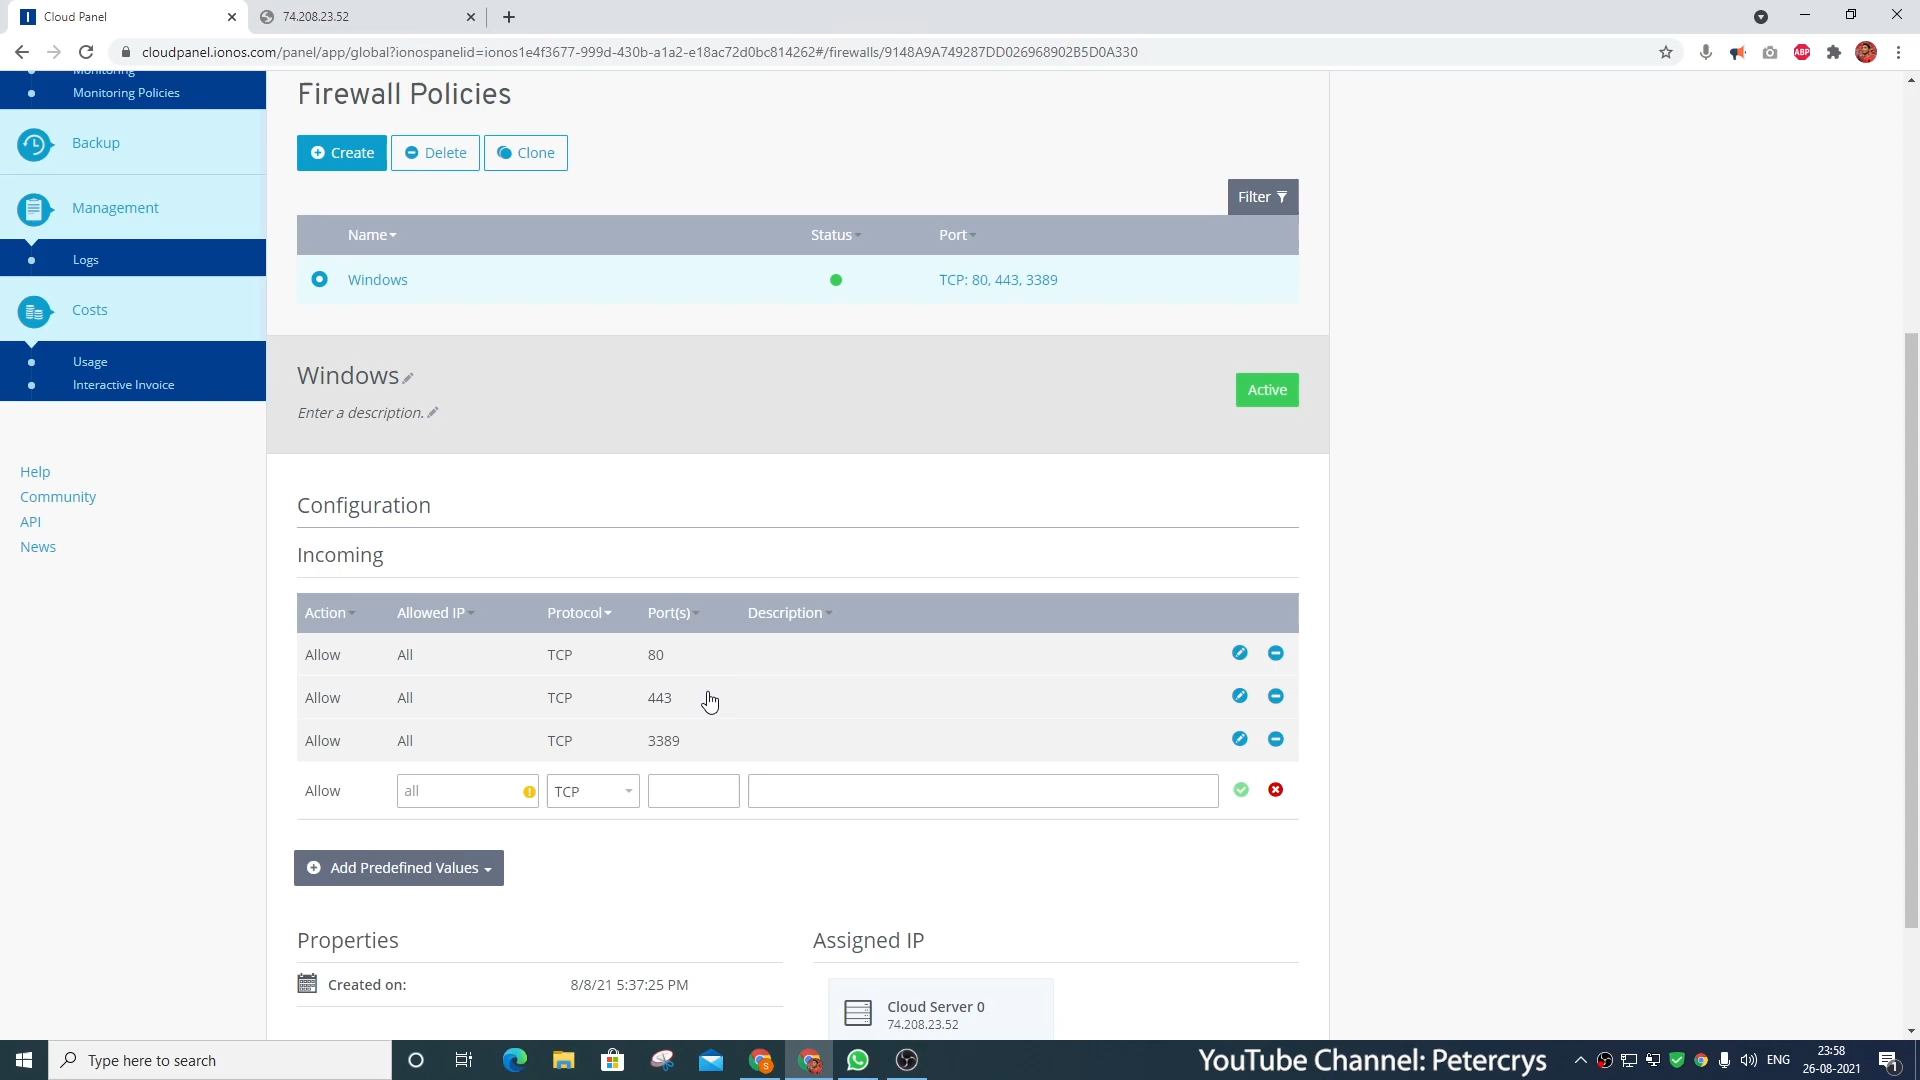 Cloud Panel
74.208.23.52
cloudpanel.ionos.com/panel/app/global?ionospanelid=ionos1e4f3677-999d-430b-a1a2-e18ac72d0bc814262#/firewalls/9148A9A749287DD026968902B5D0A330
ABP
Monitoring
Monitoring Policies
Backup
Management
Logs
Costs
Usage
Interactive Invoice
Help
Community
API
News
Firewall Policies
Create Delete Clone
Filter
Name Status Port
Windows TCP: 80, 443, 3389
Windows
Active
Enter a description.
Configuration
Incoming
Action Allowed IP Protocol Port(s) Description
Allow All TCP 80
Allow All TCP 443
Allow All TCP 3389
Allow all TCP
Add Predefined Values
Properties
Created on: 8/8/21 5:37:25 PM
Assigned IP
Cloud Server 0
74.208.23.52
Type here to search
YouTube Channel: Petercrys
ENG
23:58
26-08-2021
1